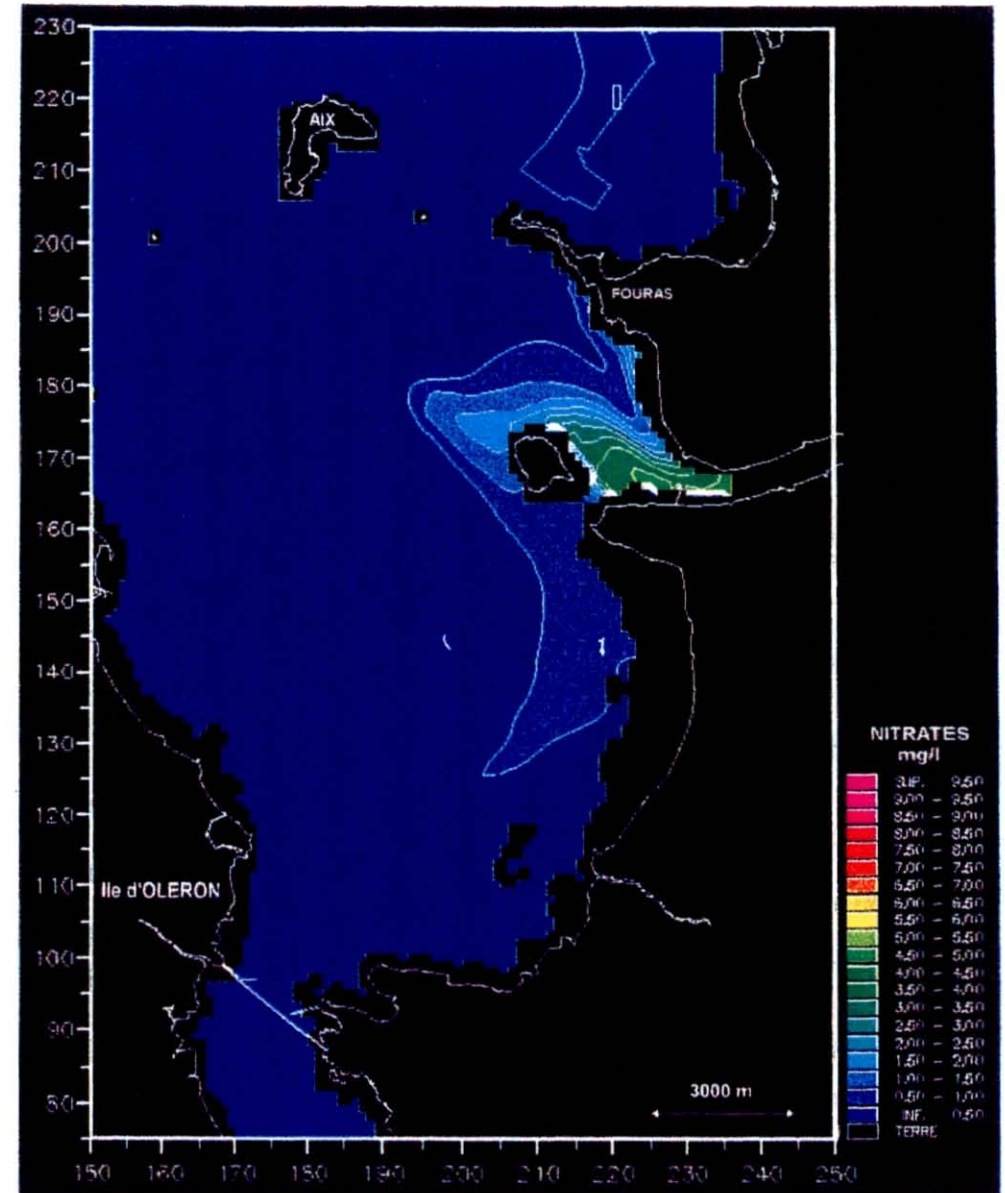 230
220
210
200
190
180
170
160
150
140
130
120
110
100
90
80
AIX
0
FOURAS
1
Ile d'OLERON
3000 m
150 160 170 180 190 200 210 220 230 240 250
NITRATES
mg/l
SUP. 9.50
9.00 - 9.50
8.50 - 9.00
8.00 - 8.50
7.50 - 8.00
7.00 - 7.50
6.50 - 7.00
6.00 - 6.50
5.50 - 6.00
5.00 - 5.50
4.50 - 5.00
4.00 - 4.50
3.50 - 4.00
3.00 - 3.50
2.50 - 3.00
2.00 - 2.50
1.50 - 2.00
1.00 - 1.50
0.50 - 1.00
INF. 0.50
TERRE